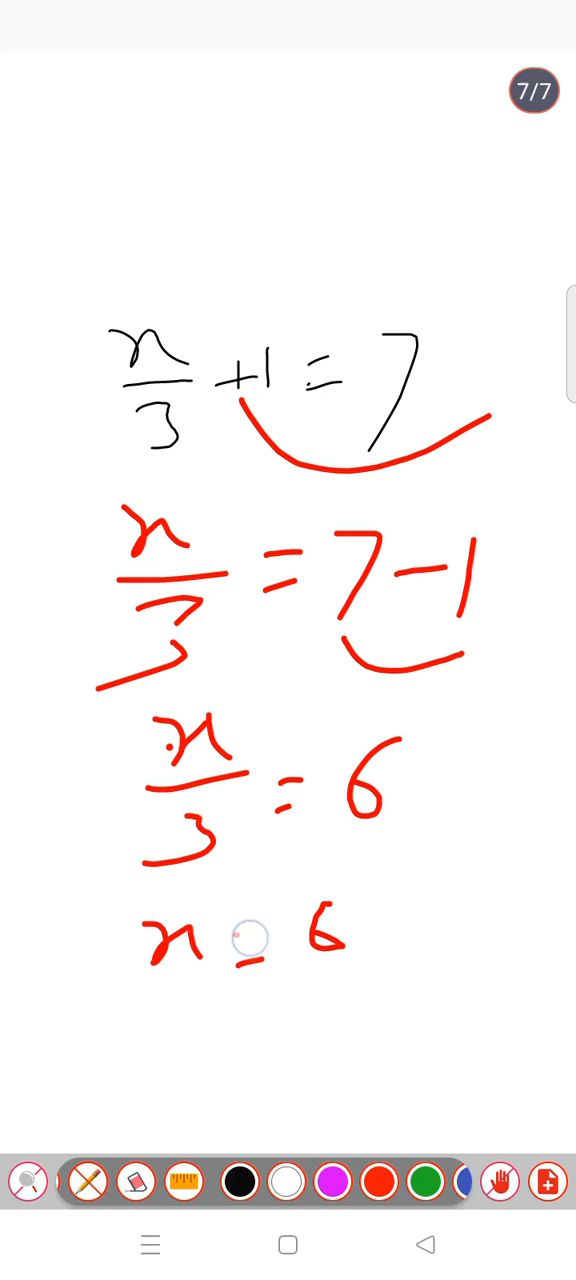 7/7
x/3 +1 = 7
x/3 = 7 - 1
x/3 = 6
x = 6